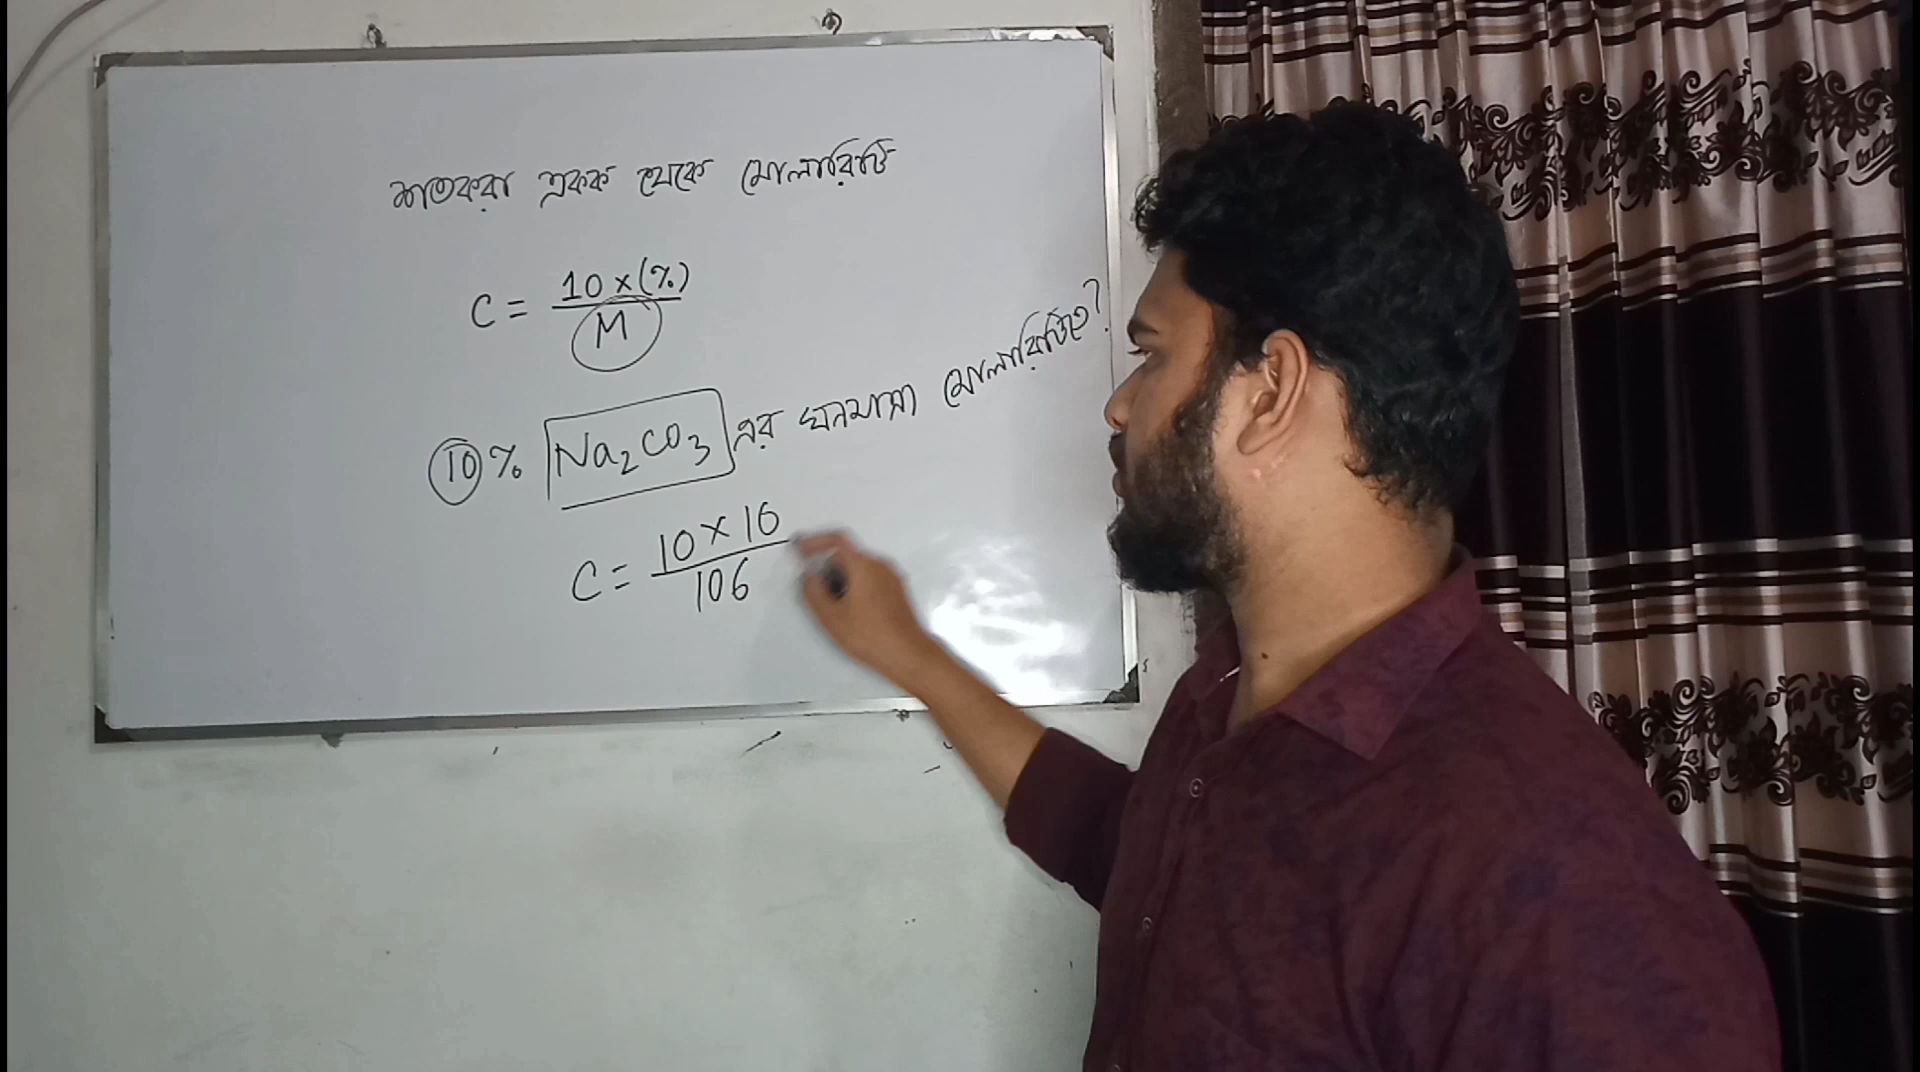 শতকরা একক থেকে মোলারিটি
C = 10 × (%) / M
10 % Na₂CO₃ এর ঘনমাত্রা মোলারিটিতে?
C = 10 × 10 / 106